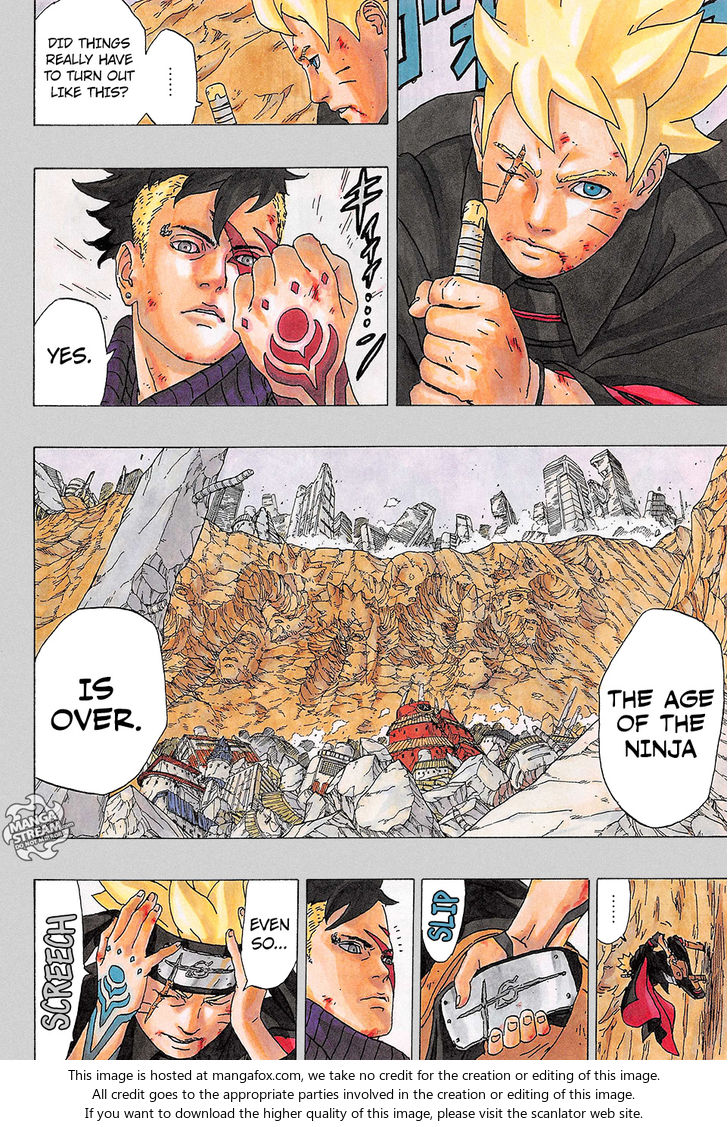 ........
DID THINGS
REALLY HAVE
TO TURN OUT
LIKE THIS?
YES.
THE AGE
OF THE
NINJA
IS
OVER.
MANGA
STREAM
......
SLIP
EVEN
SO...
SCREECH
This image is hosted at mangafox.com, we take no credit for the creation or editing of this image.
All credit goes to the appropriate parties involved in the creation or editing of this image.
If you want to download the higher quality of this image, please visit the scanlator web site.